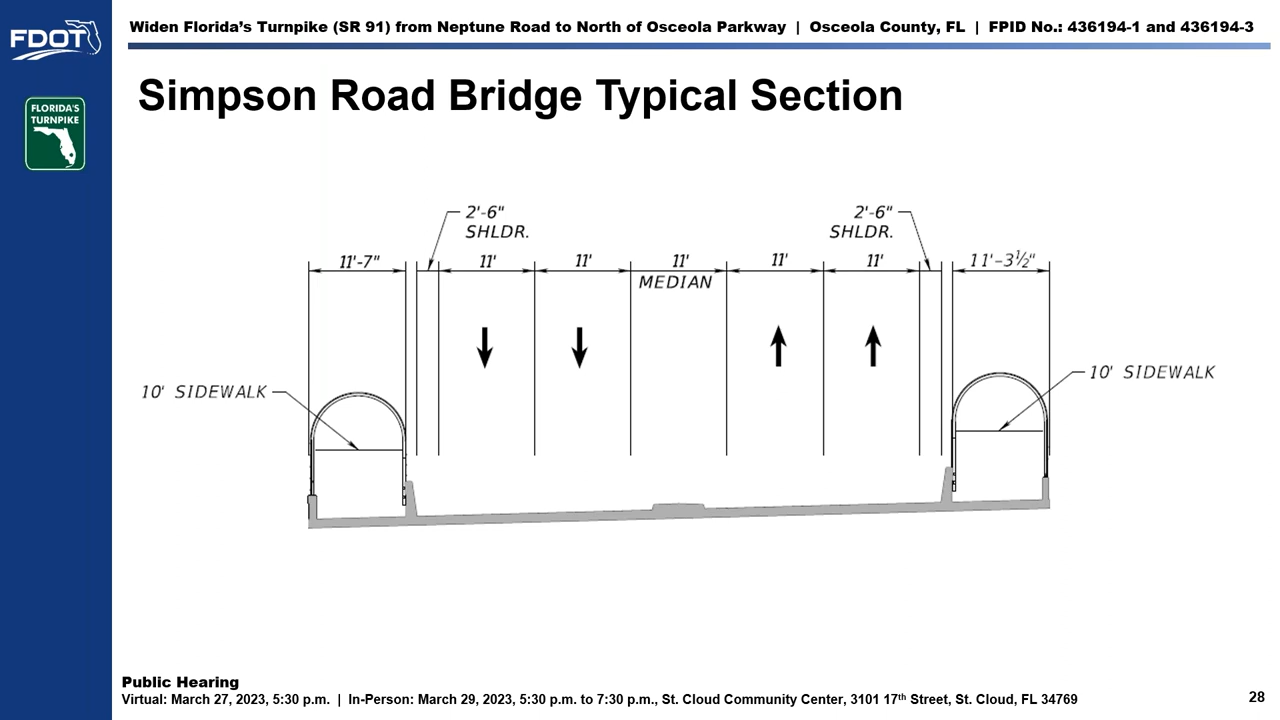 Widen Florida’s Turnpike (SR 91) from Neptune Road to North of Osceola Parkway | Osceola County, FL | FPID No.: 436194-1 and 436194-3
FDOT
FLORIDA'S
TURNPIKE
Simpson Road Bridge Typical Section
2'-6"
SHLDR.
2'-6"
SHLDR.
11'-7"
11'
11'
11'
MEDIAN
11'
11'
11'-3½"
10' SIDEWALK
10' SIDEWALK
Public Hearing
Virtual: March 27, 2023, 5:30 p.m. | In-Person: March 29, 2023, 5:30 p.m. to 7:30 p.m., St. Cloud Community Center, 3101 17th Street, St. Cloud, FL 34769
28